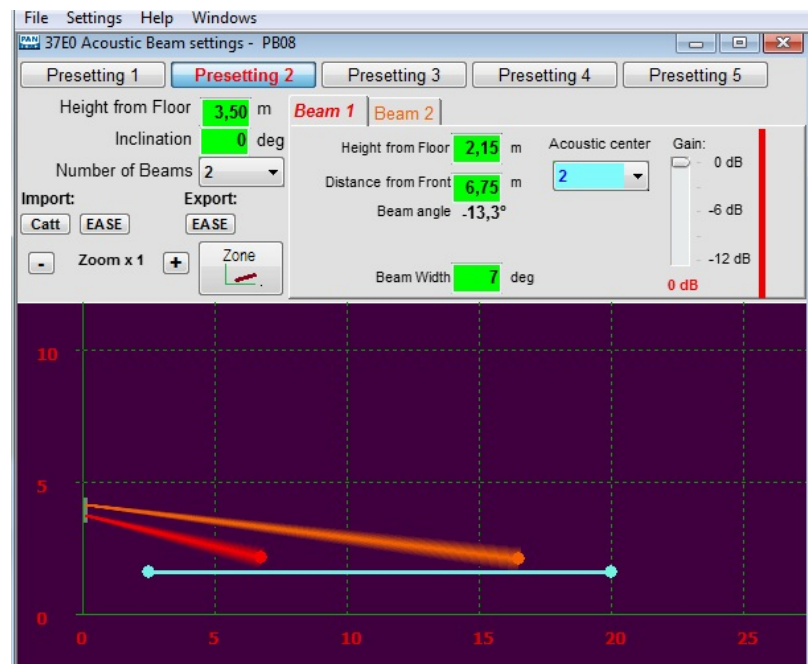 File Settings Help Windows
PAN 37E0 Acoustic Beam settings - PB08
Presetting 1 Presetting 2 Presetting 3 Presetting 4 Presetting 5
Height from Floor 3,50 m
Inclination 0 deg
Number of Beams 2
Import: Export:
Catt EASE EASE
- Zoom x 1 + Zone
Beam 1 Beam 2
Height from Floor 2,15 m
Distance from Front 6,75 m
Beam angle -13,3°
Beam Width 7 deg
Acoustic center
2
Gain:
0 dB
-6 dB
-12 dB
0 dB
10
5
0
0 5 10 15 20 25